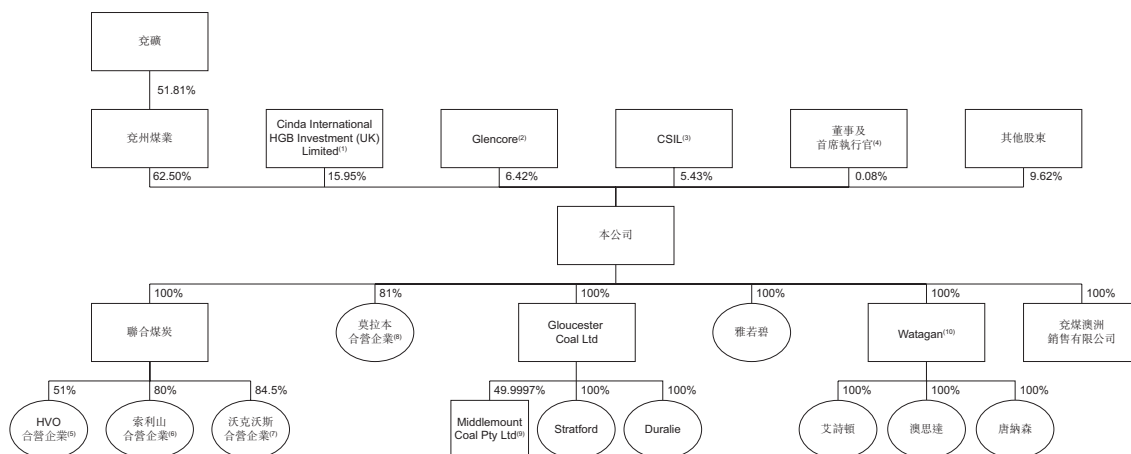 兗礦
51.81%
兗州煤業
Cinda International
HGB Investment (UK)
Limited(1)
Glencore(2)
CSIL(3)
董事及
首席執行官(4)
其他股東
62.50%
15.95%
6.42%
5.43%
0.08%
9.62%
本公司
100%
81%
100%
100%
100%
100%
聯合煤炭
莫拉本
合營企業(8)
Gloucester
Coal Ltd
雅若碧
Watagan(10)
兗煤澳洲
銷售有限公司
51%
80%
84.5%
49.9997%
100%
100%
100%
100%
100%
HVO
合營企業(5)
索利山
合營企業(6)
沃克沃斯
合營企業(7)
Middlemount
Coal Pty Ltd(9)
Stratford
Duralie
艾詩頓
澳思達
唐納森